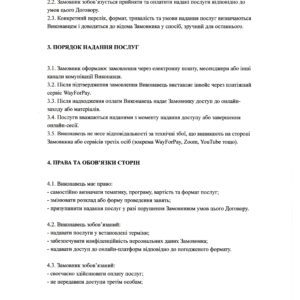 2.2. Замовник зобов'язується прийняти та оплатити надані послуги відповідно до
умов цього Договору.
2.3. Конкретний перелік, формат, тривалість та умови надання послуг визначаються
Виконавцем і доводяться до відома Замовника у спосіб, зручний для останнього.
3. ПОРЯДОК НАДАННЯ ПОСЛУГ
3.1. Замовник оформлює замовлення через електронну пошту, месенджери або інші
канали комунікації Виконавця.
3.2. Після підтвердження замовлення Виконавець виставляє інвойс через платіжний
сервіс WayForPay.
3.3. Після надходження оплати Виконавець надає Замовнику доступ до онлайн-
заходу або матеріалів.
3.4. Послуги вважаються наданими з моменту надання доступу або завершення
онлайн-сесії.
3.5. Виконавець не несе відповідальності за технічні збої, що виникають на стороні
Замовника або сервісів третіх осіб (зокрема WayForPay, Zoom, YouTube тощо).
4. ПРАВА ТА ОБОВ'ЯЗКИ СТОРІН
4.1. Виконавець має право:
- самостійно визначати тематику, програму, вартість та формат послуг;
- змінювати розклад або форму проведення занять;
- призупинити надання послуг у разі порушення Замовником умов цього Договору.
4.2. Виконавець зобов'язаний:
- надавати послуги у встановлені терміни;
- забезпечувати конфіденційність персональних даних Замовника;
- надавати доступ до онлайн-платформ відповідно до погодженого формату.
4.3. Замовник зобов'язаний:
- своєчасно здійснювати оплату послуг;
- не передавати доступи третім особам;